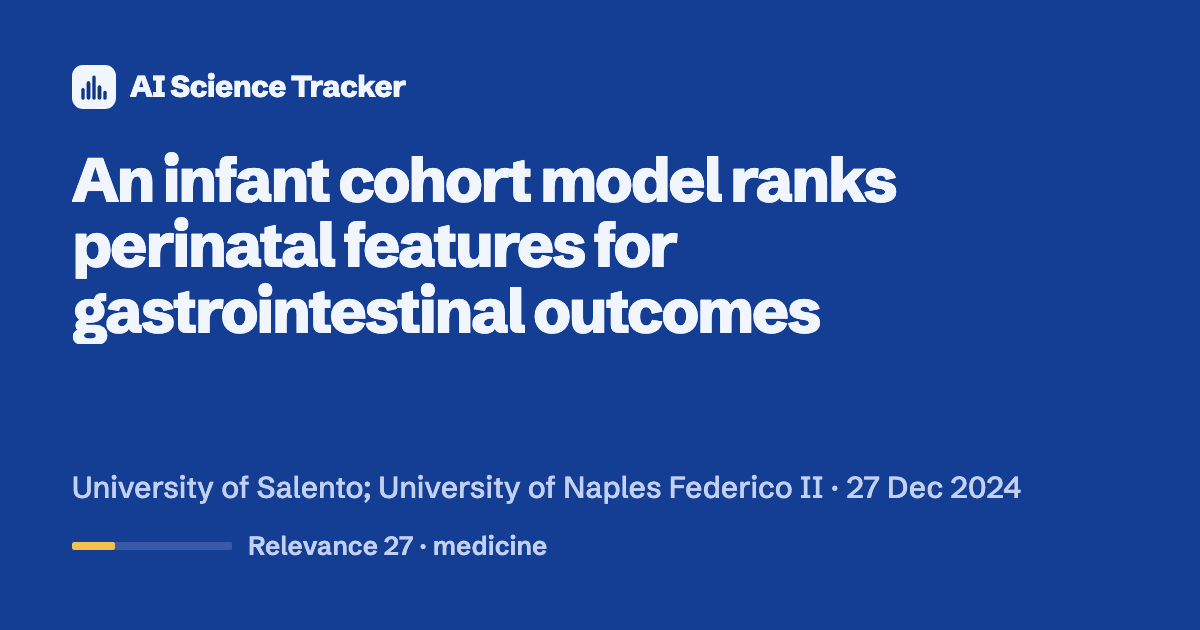 AI Science Tracker
An infant cohort model ranks
perinatal features for
gastrointestinal outcomes
University of Salento; University of Naples Federico II · 27 Dec 2024
Relevance 27 · medicine